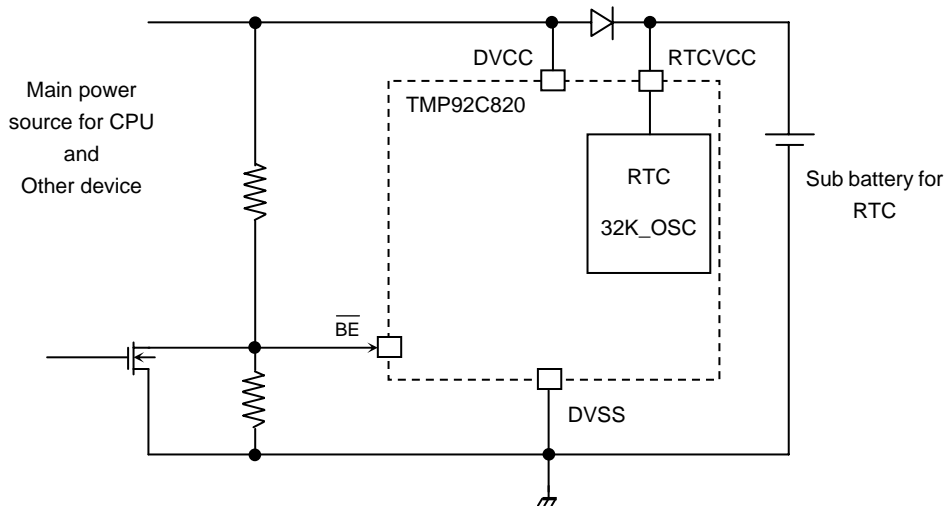 DVCC
RTCVCC
Main power
source for CPU
and
Other device
TMP92C820
RTC
32K_OSC
Sub battery for
RTC
BE
DVSS